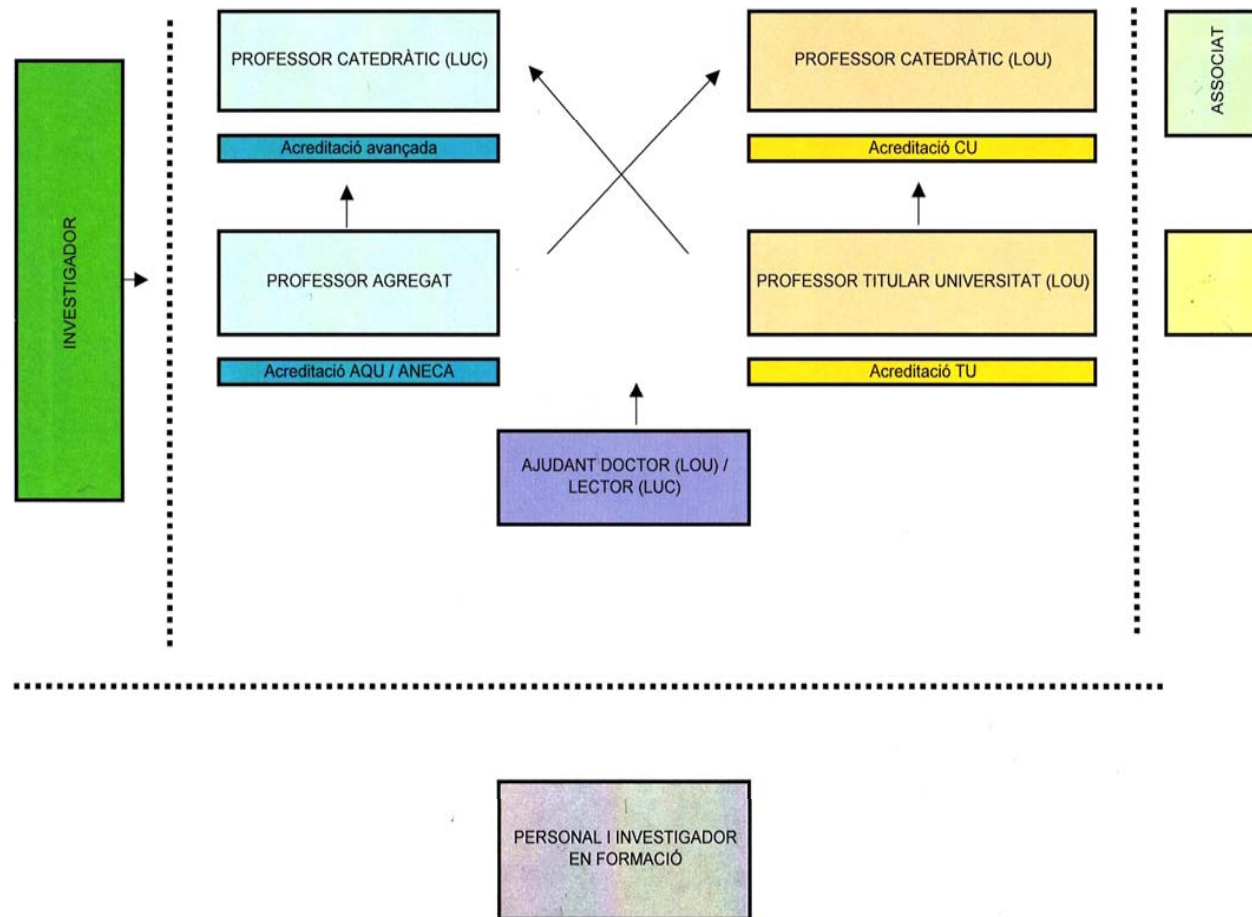 PROFESSOR CATEDRÀTIC (LUC)
PROFESSOR CATEDRÀTIC (LOU)
ASSOCIAT
Acreditació avançada
Acreditació CU
INVESTIGADOR
PROFESSOR AGREGAT
PROFESSOR TITULAR UNIVERSITAT (LOU)
Acreditació AQU / ANECA
Acreditació TU
AJUDANT DOCTOR (LOU) /
LECTOR (LUC)
PERSONAL I INVESTIGADOR
EN FORMACIÓ